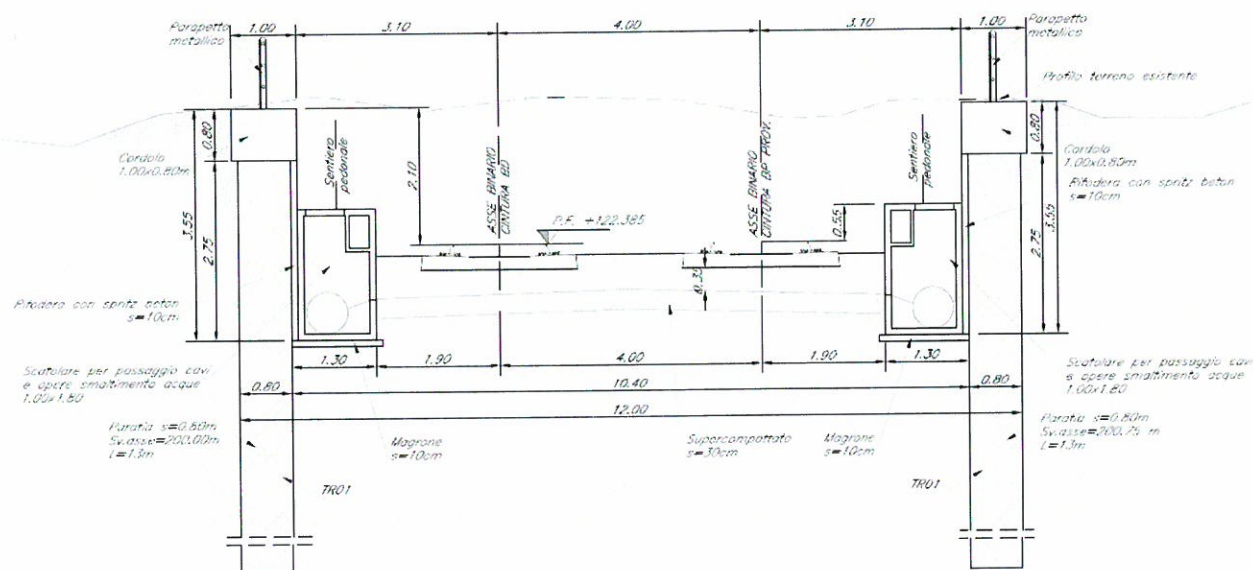 Parapetto
metallico
1.00
3.10
4.00
3.10
1.00
Parapetto
metallico
Profilo terreno esistente
0.80
Cordolo
1.00x0.80m
3.55
2.75
Sentiero
pedonale
2.10
ASSE BINARIO
CINTURA BD
P.F. +122.385
ASSE BINARIO
CINTURA BP PROV.
0.35
Sentiero
pedonale
0.55
0.80
Cordolo
1.00x0.80m
Rifodera con spritz beton
s=10cm
3.55
2.75
Rifodera con spritz beton
s=10cm
1.30
1.90
4.00
1.90
1.30
Scatolare per passaggio cavi
e opere smaltimento acque
1.00x1.80
0.80
10.40
0.80
Scatolare per passaggio cavi
e opere smaltimento acque
1.00x1.80
12.00
Paratia s=0.80m
Sv.asse=200.00m
L=13m
Magrone
s=10cm
Supercompattato
s=30cm
Magrone
s=10cm
Paratia s=0.80m
Sv.asse=200.75 m
L=13m
TR01
TR01